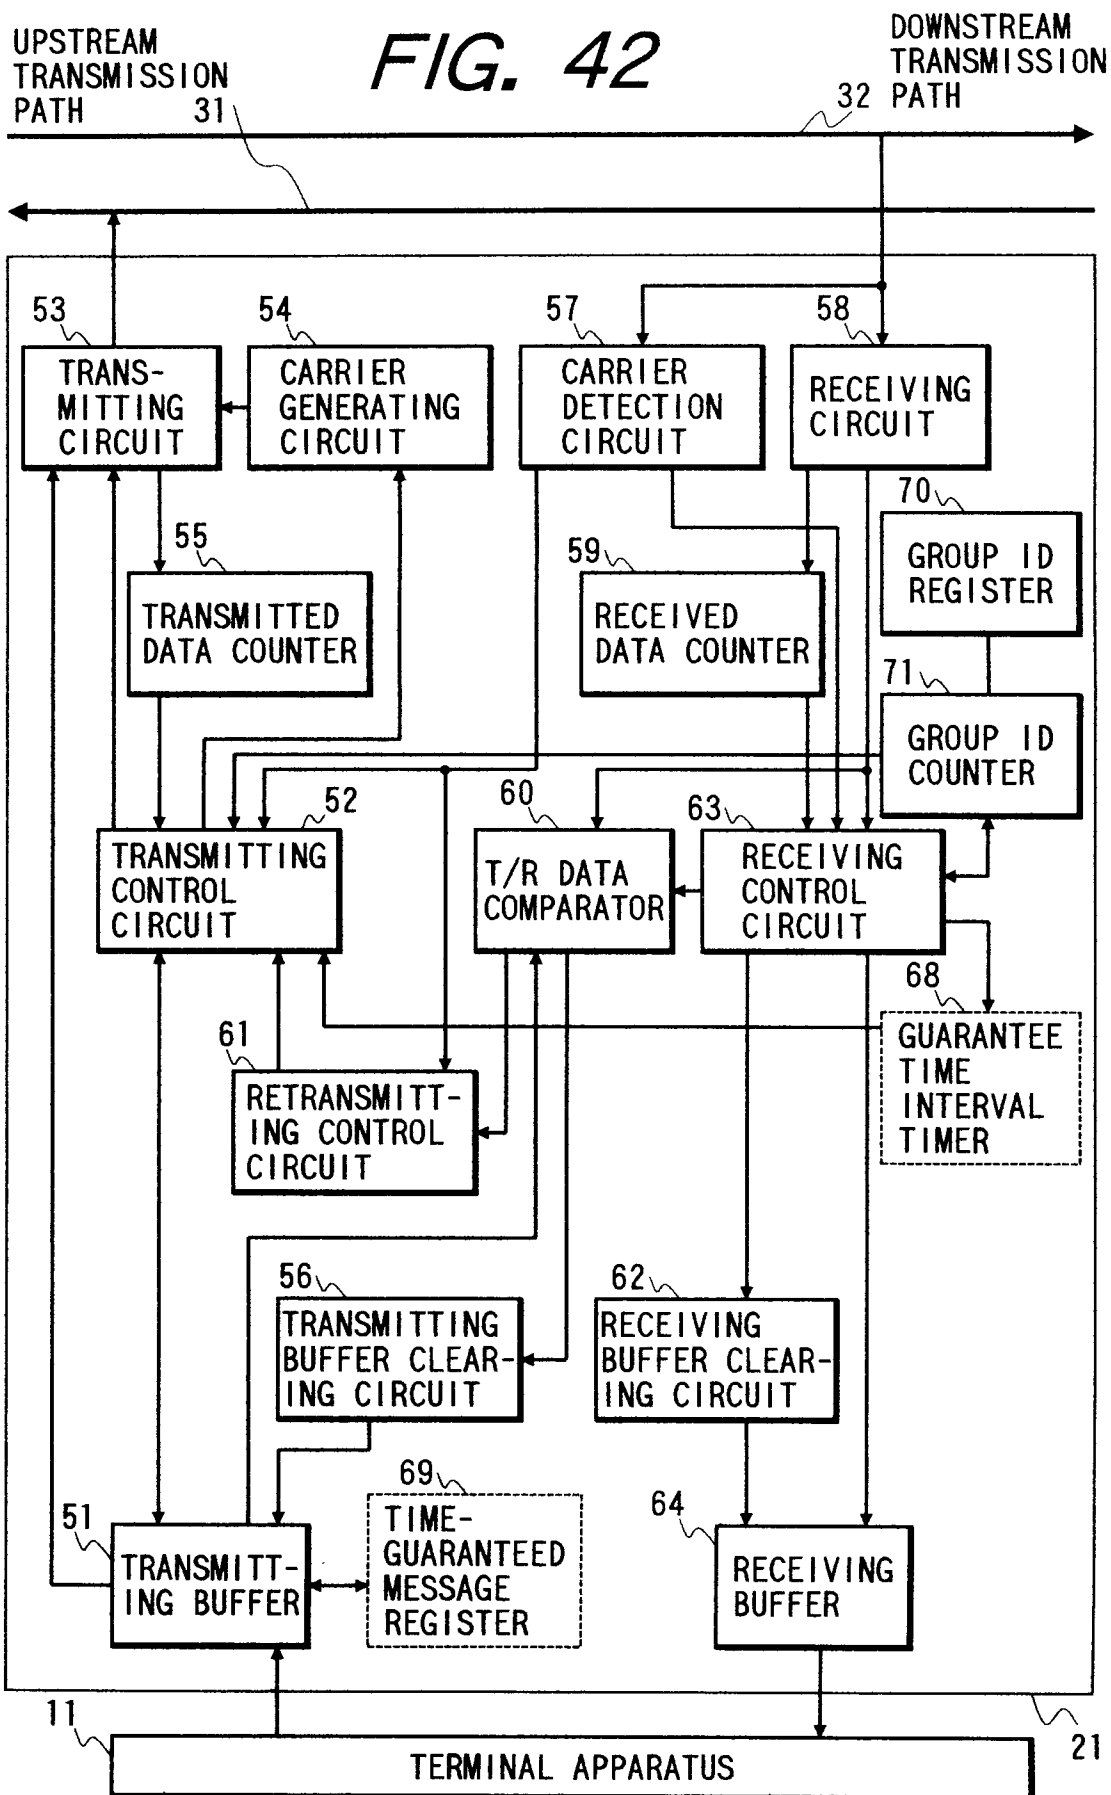 FIG. 42
UPSTREAM
TRANSMISSION
PATH
31
DOWNSTREAM
TRANSMISSION
PATH
32
53
TRANS-
MITTING
CIRCUIT
54
CARRIER
GENERATING
CIRCUIT
57
CARRIER
DETECTION
CIRCUIT
58
RECEIVING
CIRCUIT
70
GROUP ID
REGISTER
55
TRANSMITTED
DATA COUNTER
59
RECEIVED
DATA COUNTER
71
GROUP ID
COUNTER
52
TRANSMITTING
CONTROL
CIRCUIT
60
T/R DATA
COMPARATOR
63
RECEIVING
CONTROL
CIRCUIT
68
GUARANTEE
TIME
INTERVAL
TIMER
61
RETRANSMITT-
ING CONTROL
CIRCUIT
56
TRANSMITTING
BUFFER CLEAR-
ING CIRCUIT
62
RECEIVING
BUFFER CLEAR-
ING CIRCUIT
51
TRANSMITT-
ING BUFFER
69
TIME-
GUARANTEED
MESSAGE
REGISTER
64
RECEIVING
BUFFER
11
TERMINAL APPARATUS
21